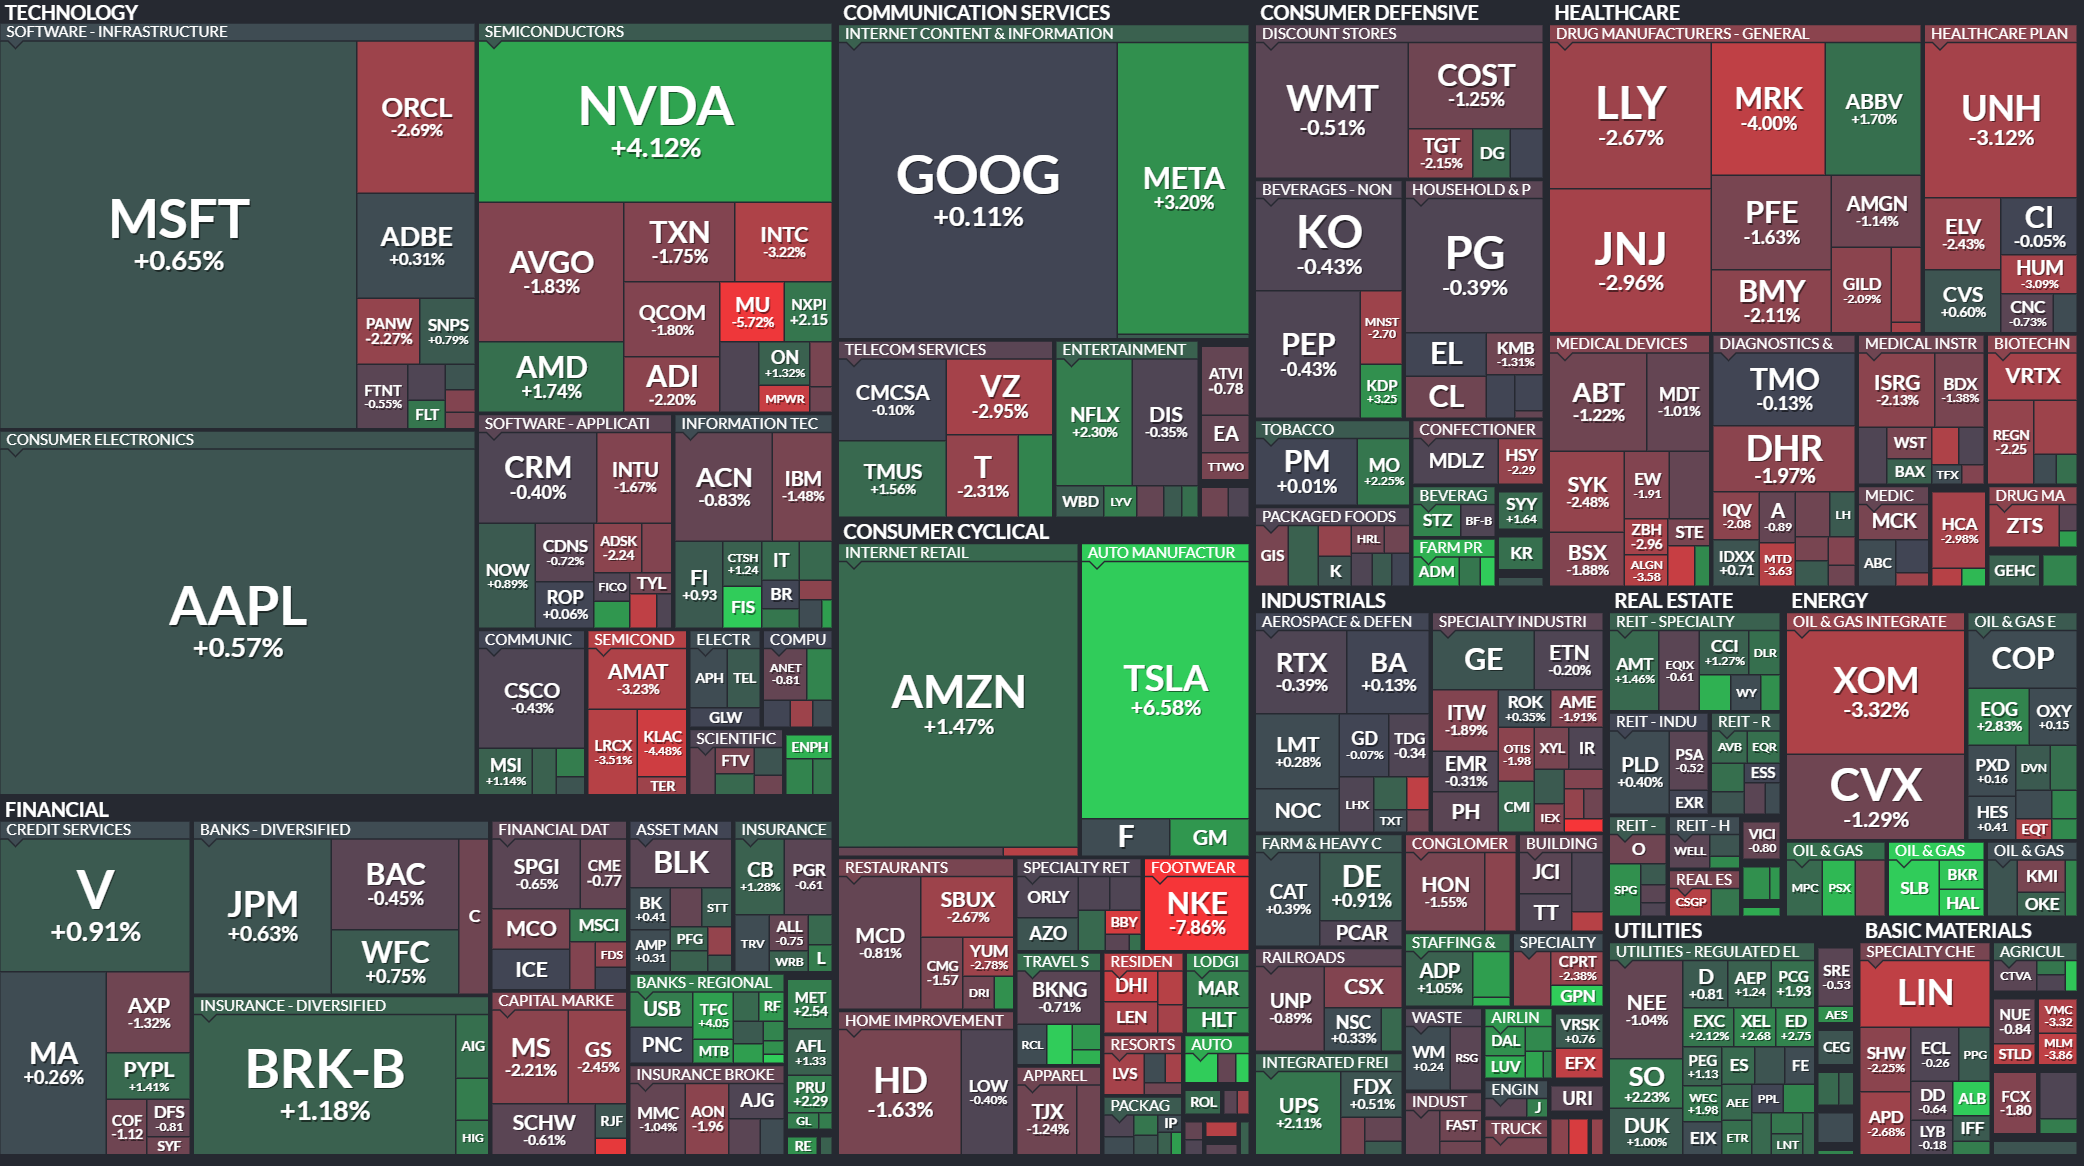 TECHNOLOGY
SOFTWARE - INFRASTRUCTURE
MSFT
+0.65%
ORCL
-2.69%
ADBE
+0.31%
PANW
-2.27%
SNPS
+0.79%
FTNT
-0.55%
FLT
SEMICONDUCTORS
NVDA
+4.12%
AVGO
-1.83%
TXN
-1.75%
INTC
-3.22%
QCOM
-1.80%
MU
-5.72%
NXPI
+2.15
AMD
+1.74%
ADI
-2.20%
ON
+1.32%
MPWR
CONSUMER ELECTRONICS
AAPL
+0.57%
SOFTWARE - APPLICATI
CRM
-0.40%
INTU
-1.67%
NOW
+0.89%
CDNS
-0.72%
ADSK
-2.24
ROP
+0.06%
FICO
TYL
INFORMATION TEC
ACN
-0.83%
IBM
-1.48%
FI
+0.93
CTSH
+1.24
IT
FIS
BR
COMMUNIC
CSCO
-0.43%
MSI
+1.14%
SEMICOND
AMAT
-3.23%
LRCX
-3.51%
KLAC
-4.48%
TER
ELECTR
APH
TEL
GLW
COMPU
ANET
-0.81
SCIENTIFIC
FTV
ENPH
COMMUNICATION SERVICES
INTERNET CONTENT & INFORMATION
GOOG
+0.11%
META
+3.20%
TELECOM SERVICES
CMCSA
-0.10%
VZ
-2.95%
TMUS
+1.56%
T
-2.31%
ENTERTAINMENT
NFLX
+2.30%
DIS
-0.35%
WBD
LYV
ATVI
-0.78
EA
TTWO
CONSUMER CYCLICAL
INTERNET RETAIL
AMZN
+1.47%
AUTO MANUFACTUR
TSLA
+6.58%
F
GM
RESTAURANTS
MCD
-0.81%
SBUX
-2.67%
CMG
-1.57
YUM
-2.78%
DRI
SPECIALTY RET
ORLY
AZO
BBY
FOOTWEAR
NKE
-7.86%
TRAVEL S
BKNG
-0.71%
RCL
RESIDEN
DHI
LEN
LODGI
MAR
HLT
HOME IMPROVEMENT
HD
-1.63%
LOW
-0.40%
RESORTS
LVS
AUTO
APPAREL
TJX
-1.24%
PACKAG
IP
ROL
CONSUMER DEFENSIVE
DISCOUNT STORES
WMT
-0.51%
COST
-1.25%
TGT
-2.15%
DG
BEVERAGES - NON
KO
-0.43%
PEP
-0.43%
MNST
-2.70
KDP
+3.25
HOUSEHOLD & P
PG
-0.39%
EL
KMB
-1.31%
CL
TOBACCO
PM
+0.01%
MO
+2.25%
CONFECTIONER
MDLZ
HSY
-2.29
BEVERAG
STZ
BF-B
SYY
+1.64
PACKAGED FOODS
GIS
HRL
K
FARM PR
ADM
KR
HEALTHCARE
DRUG MANUFACTURERS - GENERAL
LLY
-2.67%
MRK
-4.00%
ABBV
+1.70%
JNJ
-2.96%
PFE
-1.63%
AMGN
-1.14%
BMY
-2.11%
GILD
-2.09%
HEALTHCARE PLAN
UNH
-3.12%
ELV
-2.43%
CI
-0.05%
CVS
+0.60%
HUM
-3.09%
CNC
-0.73%
MEDICAL DEVICES
ABT
-1.22%
MDT
-1.01%
SYK
-2.48%
EW
-1.91
BSX
-1.88%
ZBH
-2.96
STE
ALGN
-3.58
DIAGNOSTICS &
TMO
-0.13%
DHR
-1.97%
IQV
-2.08
A
-0.89
LH
IDXX
+0.71
MTD
-3.63
MEDICAL INSTR
ISRG
-2.13%
BDX
-1.38%
WST
BAX
TFX
BIOTECHN
VRTX
REGN
-2.25
MEDIC
MCK
ABC
HCA
-2.98%
DRUG MA
ZTS
GEHC
FINANCIAL
CREDIT SERVICES
V
+0.91%
MA
+0.26%
AXP
-1.32%
PYPL
+1.41%
COF
-1.12
DFS
-0.81
SYF
BANKS - DIVERSIFIED
JPM
+0.63%
BAC
-0.45%
WFC
+0.75%
C
INSURANCE - DIVERSIFIED
BRK-B
+1.18%
AIG
HIG
FINANCIAL DAT
SPGI
-0.65%
CME
-0.77
MCO
MSCI
ICE
FDS
CAPITAL MARKE
MS
-2.21%
GS
-2.45%
SCHW
-0.61%
RJF
ASSET MAN
BLK
BK
+0.41
STT
AMP
+0.31
PFG
INSURANCE
CB
+1.28%
PGR
-0.61
TRV
ALL
-0.75
WRB
L
BANKS - REGIONAL
USB
TFC
+4.05
RF
PNC
MTB
MET
+2.54
AFL
+1.33
PRU
+2.29
GL
RE
INSURANCE BROKE
MMC
-1.04%
AON
-1.96
AJG
INDUSTRIALS
AEROSPACE & DEFEN
RTX
-0.39%
BA
+0.13%
LMT
+0.28%
GD
-0.07%
TDG
-0.34
NOC
LHX
TXT
SPECIALTY INDUSTRI
GE
ETN
-0.20%
ITW
-1.89%
ROK
+0.35%
AME
-1.91%
EMR
-0.31%
OTIS
-1.98
XYL
IR
PH
CMI
IEX
FARM & HEAVY C
CAT
+0.39%
DE
+0.91%
PCAR
CONGLOMER
HON
-1.55%
BUILDING
JCI
TT
RAILROADS
UNP
-0.89%
CSX
NSC
+0.33%
STAFFING &
ADP
+1.05%
SPECIALTY
CPRT
-2.38%
GPN
INTEGRATED FREI
UPS
+2.11%
FDX
+0.51%
WASTE
WM
+0.24
RSG
AIRLIN
DAL
LUV
VRSK
+0.76
EFX
INDUST
FAST
ENGIN
J
URI
TRUCK
REAL ESTATE
REIT - SPECIALTY
AMT
+1.46%
EQIX
-0.61
CCI
+1.27%
DLR
WY
REIT - INDU
PLD
+0.40%
PSA
-0.52
EXR
REIT - R
AVB
EQR
ESS
REIT -
O
SPG
REIT - H
WELL
VICI
-0.80
REAL ES
CSGP
ENERGY
OIL & GAS INTEGRATE
XOM
-3.32%
CVX
-1.29%
OIL & GAS E
COP
EOG
+2.83%
OXY
+0.15
PXD
+0.16
DVN
HES
+0.41
EQT
OIL & GAS
MPC
PSX
OIL & GAS
SLB
BKR
HAL
OIL & GAS
KMI
OKE
UTILITIES
UTILITIES - REGULATED EL
NEE
-1.04%
D
+0.81
AEP
+1.24
PCG
+1.93
EXC
+2.12%
XEL
+2.68
ED
+2.75
SO
+2.23%
PEG
+1.13
ES
FE
DUK
+1.00%
WEC
+1.98
AEE
PPL
EIX
ETR
LNT
SRE
-0.53
AES
CEG
BASIC MATERIALS
SPECIALTY CHE
LIN
SHW
-2.25%
ECL
-0.26
PPG
APD
-2.68%
DD
-0.64
ALB
LYB
-0.18
IFF
AGRICUL
CTVA
NUE
-0.84
STLD
VMC
-3.32
MLM
-3.86
FCX
-1.80